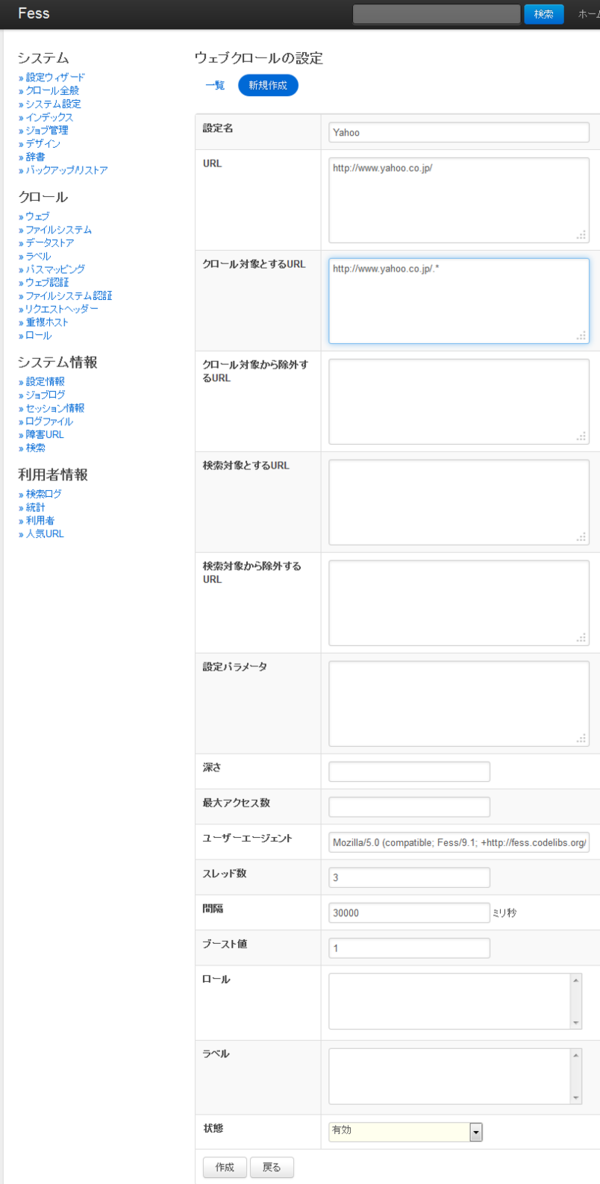 Fess
検索
ホーム
システム
» 設定ウィザード
» クロール全般
» システム設定
» インデックス
» ジョブ管理
» デザイン
» 辞書
» バックアップ/リストア
クロール
» ウェブ
» ファイルシステム
» データストア
» ラベル
» パスマッピング
» ウェブ認証
» ファイルシステム認証
» リクエストヘッダー
» 重複ホスト
» ロール
システム情報
» 設定情報
» ジョブログ
» セッション情報
» ログファイル
» 障害URL
» 検索
利用者情報
» 検索ログ
» 統計
» 利用者
» 人気URL
ウェブクロールの設定
一覧
新規作成
設定名
Yahoo
URL
http://www.yahoo.co.jp/
クロール対象とするURL
http://www.yahoo.co.jp/.*
クロール対象から除外す
るURL
検索対象とするURL
検索対象から除外する
URL
設定パラメータ
深さ
最大アクセス数
ユーザーエージェント
Mozilla/5.0 (compatible; Fess/9.1; +http://fess.codelibs.org/
スレッド数
3
間隔
30000 ミリ秒
ブースト値
1
ロール
ラベル
状態
有効
作成
戻る